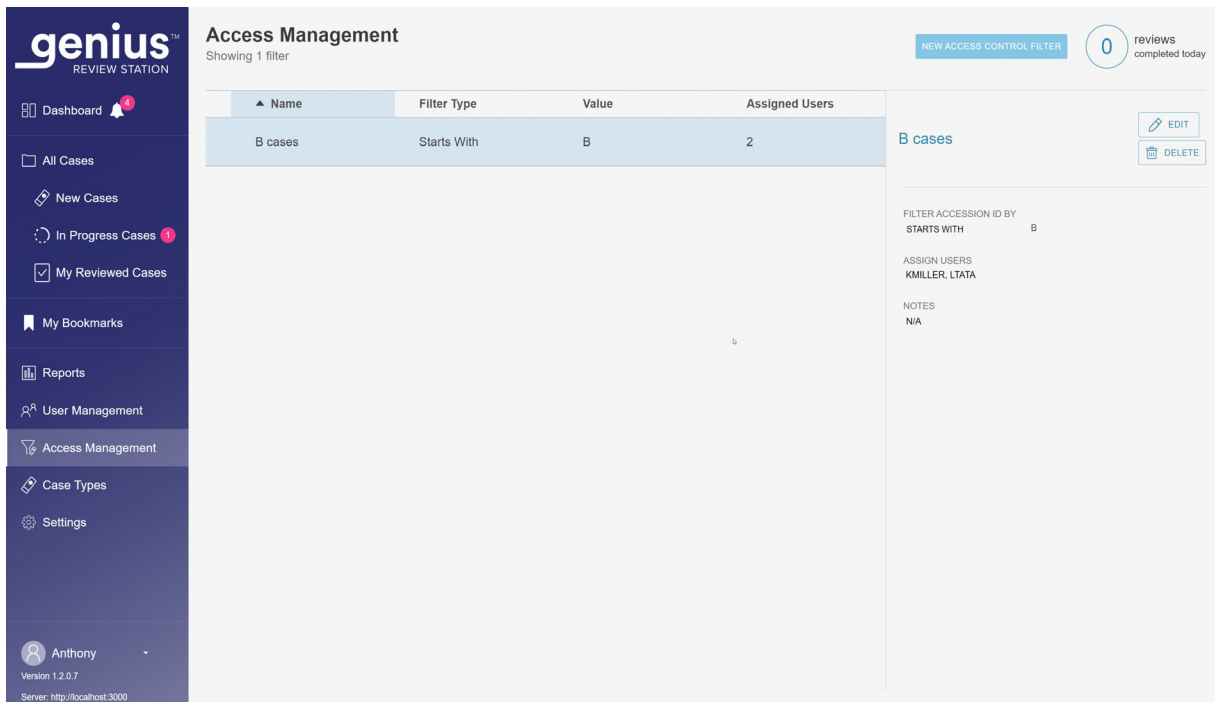 genius™
REVIEW STATION
Dashboard 4
All Cases
New Cases
In Progress Cases 1
My Reviewed Cases
My Bookmarks
Reports
User Management
Access Management
Case Types
Settings
Anthony
Version 1.2.0.7
Server: http://localhost:3000
Access Management
Showing 1 filter
NEW ACCESS CONTROL FILTER
0 reviews
completed today
Name Filter Type Value Assigned Users
B cases Starts With B 2
B cases
EDIT
DELETE
FILTER ACCESSION ID BY
STARTS WITH B
ASSIGN USERS
KMILLER, LTATA
NOTES
N/A